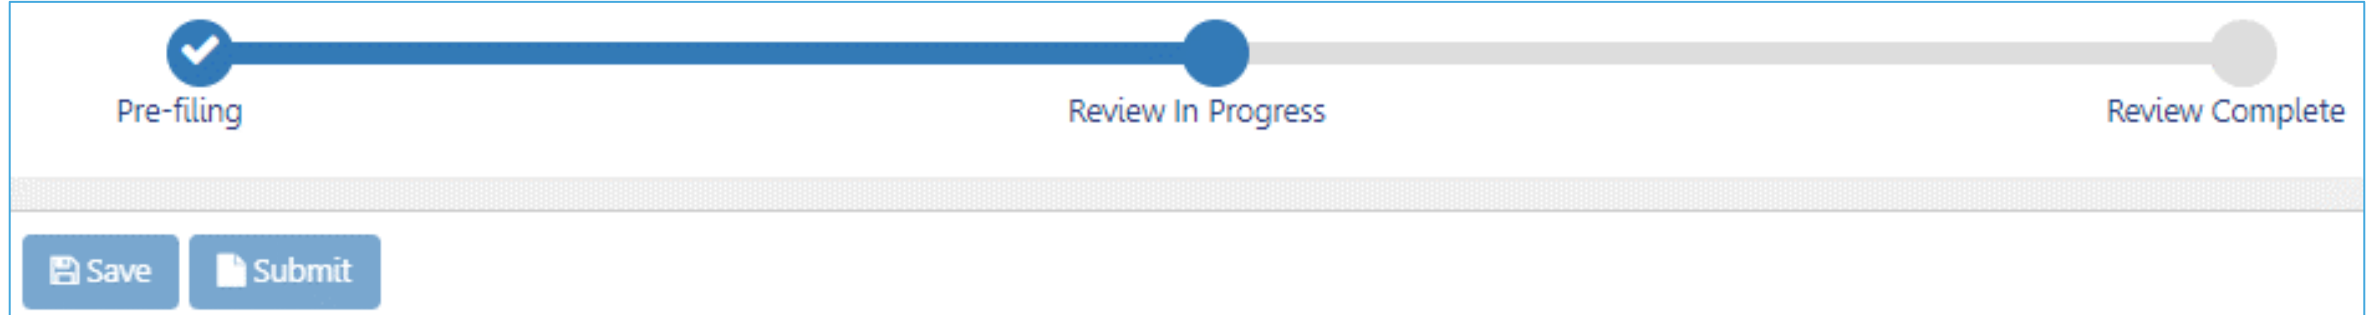 Pre-filing
Review In Progress
Review Complete
Save
Submit